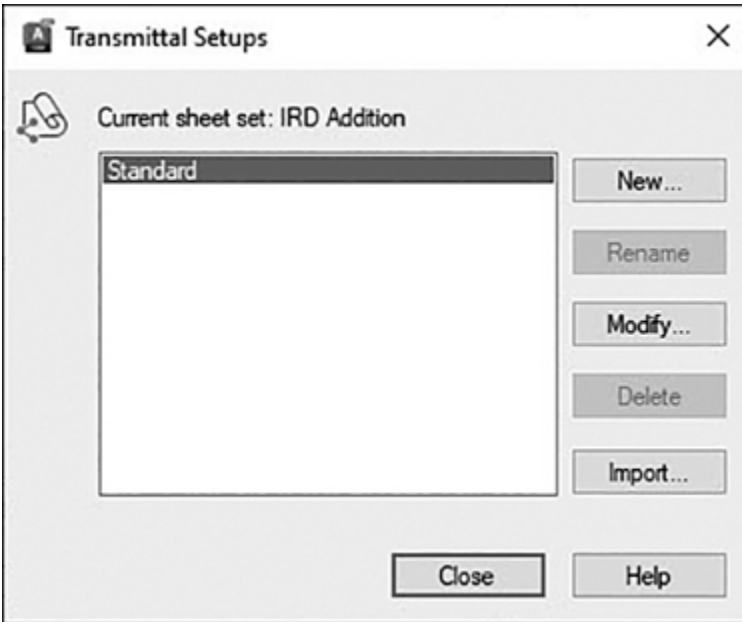 Transmittal Setups
Current sheet set: IRD Addition
Standard
New...
Rename
Modify...
Delete
Import...
Close
Help